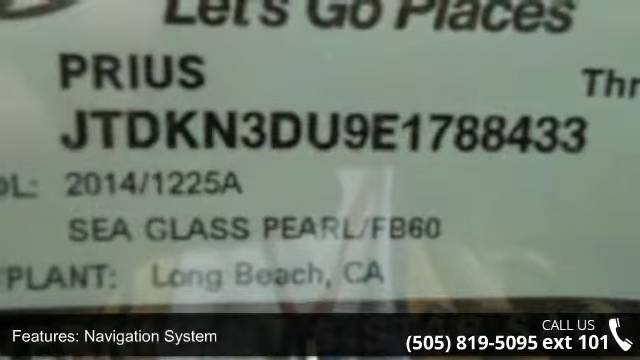 Let's Go Places
PRIUS
Thr
JTDKN3DU9E1788433
DL: 2014/1225A
SEA GLASS PEARL/FB60
PLANT: Long Beach, CA
Features: Navigation System
CALL US
(505) 819-5095 ext 101